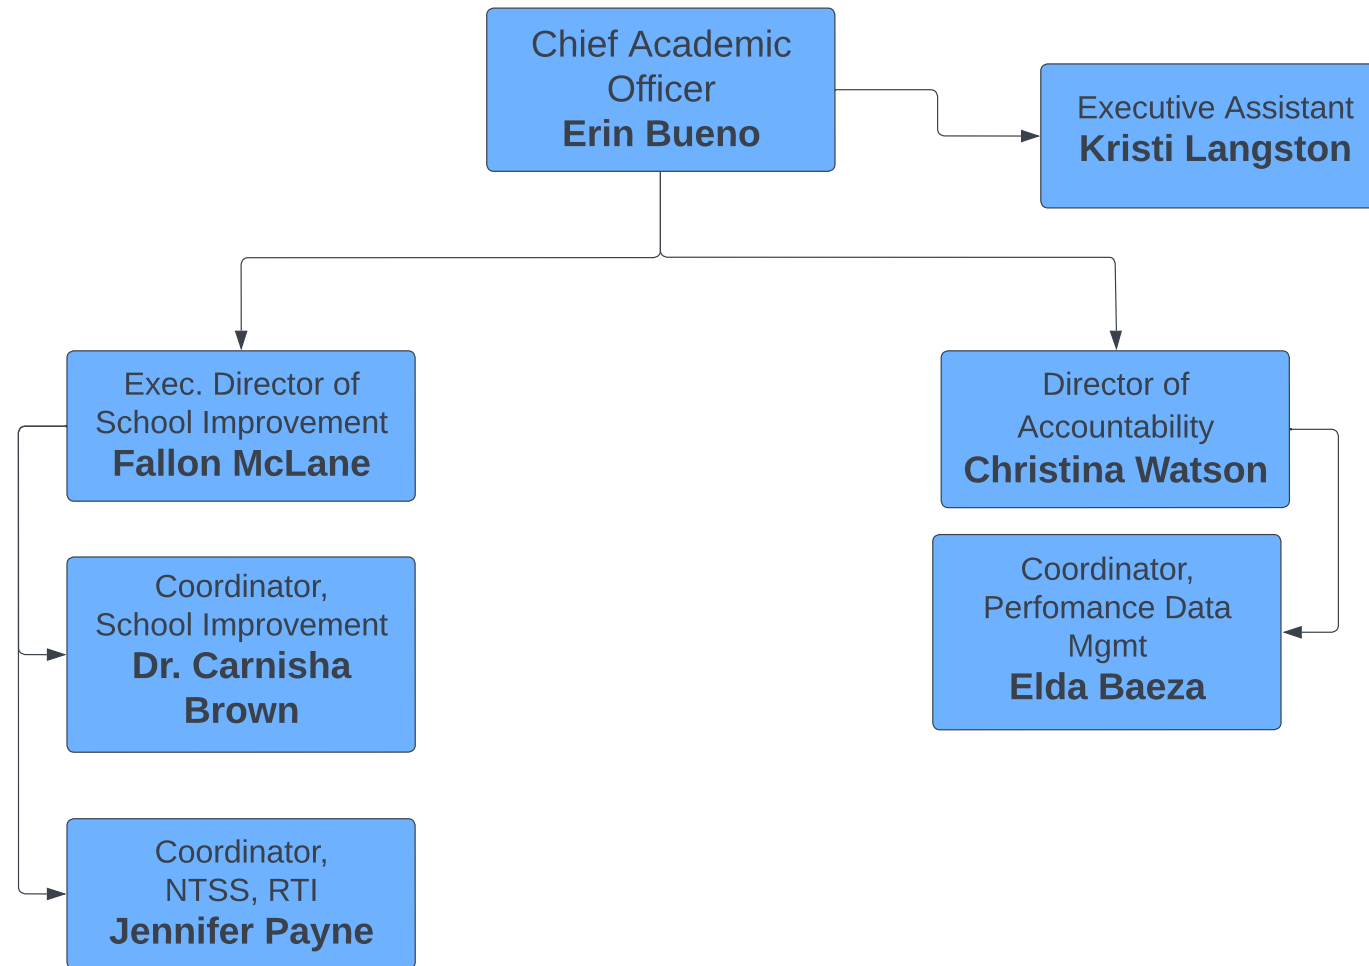 Chief Academic
Officer
Erin Bueno
Executive Assistant
Kristi Langston
Exec. Director of
School Improvement
Fallon McLane
Director of
Accountability
Christina Watson
Coordinator,
School Improvement
Dr. Carnisha
Brown
Coordinator,
Perfomance Data
Mgmt
Elda Baeza
Coordinator,
NTSS, RTI
Jennifer Payne